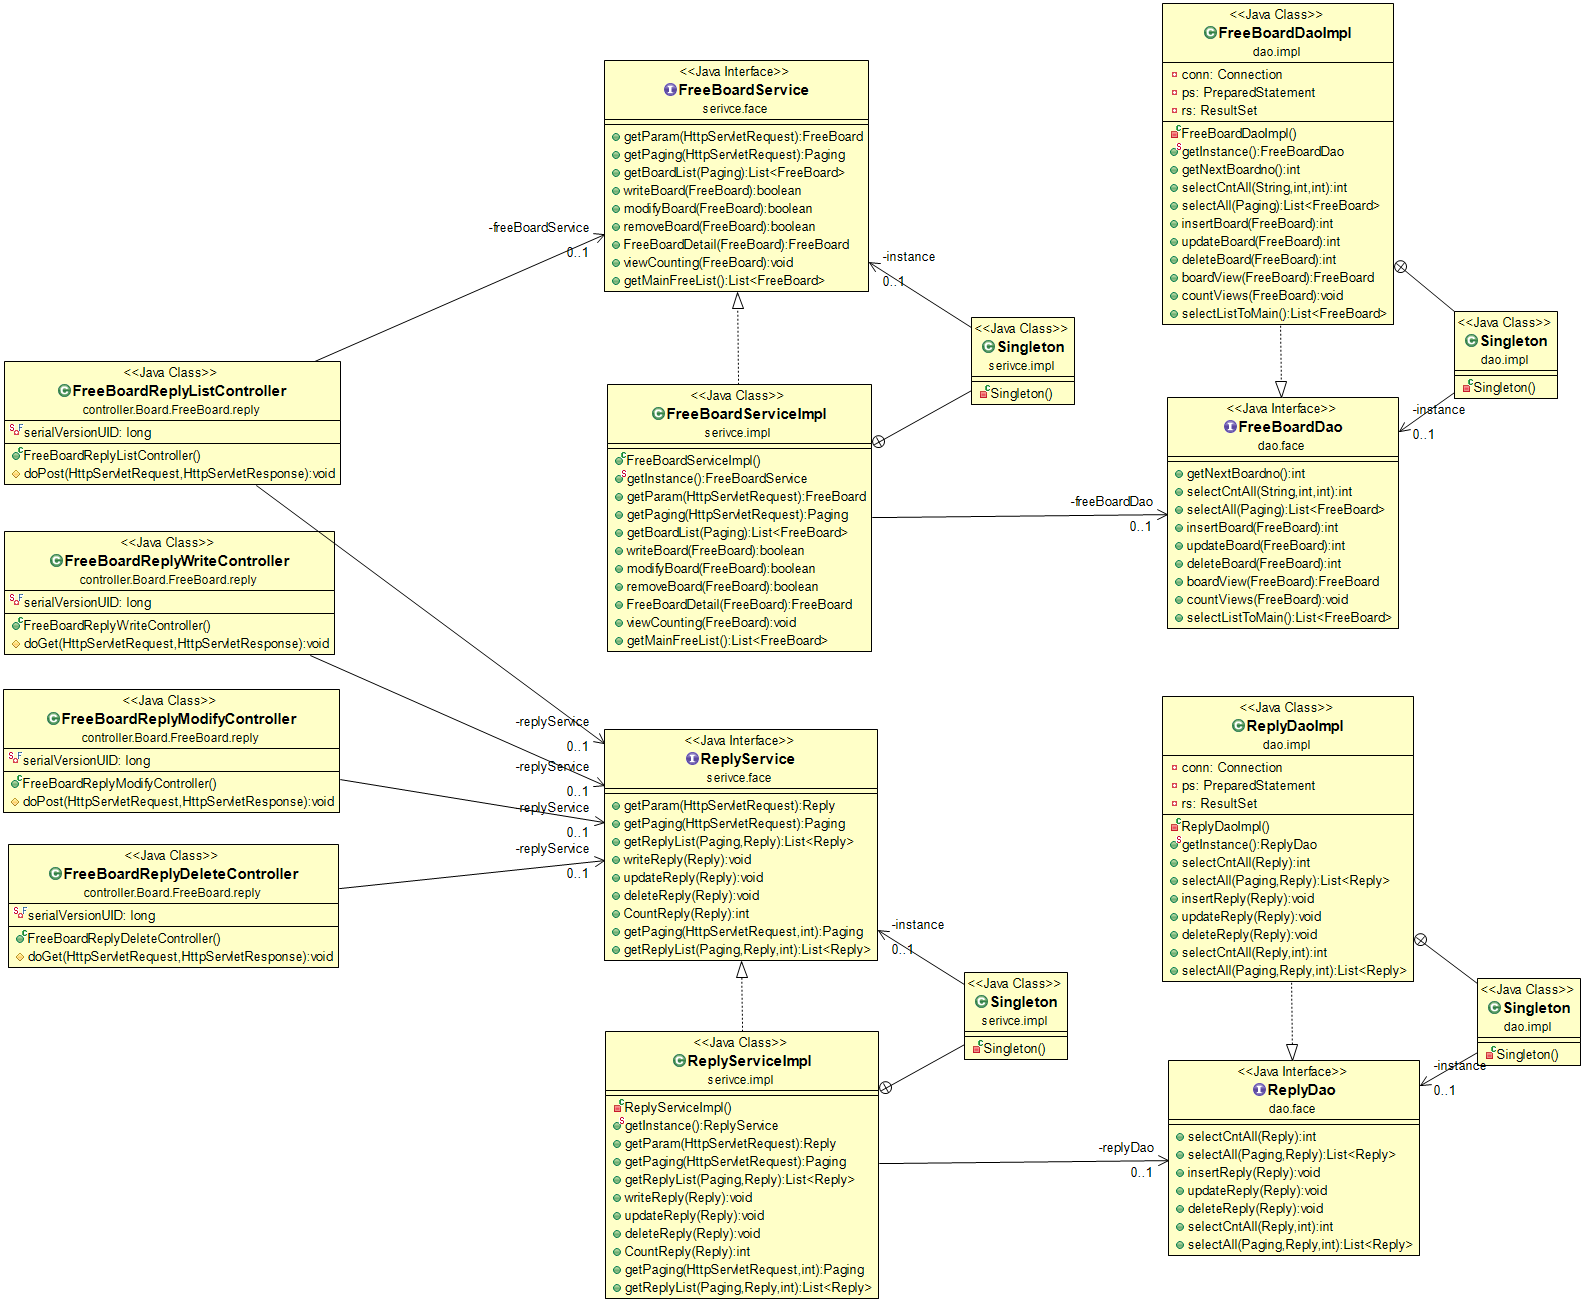 <<Java Class>>
FreeBoardDaoImpl
dao.impl
conn: Connection
ps: PreparedStatement
rs: ResultSet
FreeBoardDaoImpl()
getInstance():FreeBoardDao
getNextBoardno():int
selectCntAll(String,int,int):int
selectAll(Paging):List<FreeBoard>
insertBoard(FreeBoard):int
updateBoard(FreeBoard):int
deleteBoard(FreeBoard):int
boardView(FreeBoard):FreeBoard
countViews(FreeBoard):void
selectListToMain():List<FreeBoard>
<<Java Interface>>
FreeBoardService
serivce.face
getParam(HttpServletRequest):FreeBoard
getPaging(HttpServletRequest):Paging
getBoardList(Paging):List<FreeBoard>
writeBoard(FreeBoard):boolean
modifyBoard(FreeBoard):boolean
removeBoard(FreeBoard):boolean
FreeBoardDetail(FreeBoard):FreeBoard
viewCounting(FreeBoard):void
getMainFreeList():List<FreeBoard>
-freeBoardService
0..1
-instance
0..1
<<Java Class>>
Singleton
serivce.impl
Singleton()
<<Java Class>>
Singleton
dao.impl
Singleton()
-instance
0..1
<<Java Class>>
FreeBoardReplyListController
controller.Board.FreeBoard.reply
serialVersionUID: long
FreeBoardReplyListController()
doPost(HttpServletRequest,HttpServletResponse):void
<<Java Class>>
FreeBoardServiceImpl
serivce.impl
FreeBoardServiceImpl()
getInstance():FreeBoardService
getParam(HttpServletRequest):FreeBoard
getPaging(HttpServletRequest):Paging
getBoardList(Paging):List<FreeBoard>
writeBoard(FreeBoard):boolean
modifyBoard(FreeBoard):boolean
removeBoard(FreeBoard):boolean
FreeBoardDetail(FreeBoard):FreeBoard
viewCounting(FreeBoard):void
getMainFreeList():List<FreeBoard>
-freeBoardDao
0..1
<<Java Interface>>
FreeBoardDao
dao.face
getNextBoardno():int
selectCntAll(String,int,int):int
selectAll(Paging):List<FreeBoard>
insertBoard(FreeBoard):int
updateBoard(FreeBoard):int
deleteBoard(FreeBoard):int
boardView(FreeBoard):FreeBoard
countViews(FreeBoard):void
selectListToMain():List<FreeBoard>
<<Java Class>>
FreeBoardReplyWriteController
controller.Board.FreeBoard.reply
serialVersionUID: long
FreeBoardReplyWriteController()
doGet(HttpServletRequest,HttpServletResponse):void
<<Java Class>>
FreeBoardReplyModifyController
controller.Board.FreeBoard.reply
serialVersionUID: long
FreeBoardReplyModifyController()
doPost(HttpServletRequest,HttpServletResponse):void
<<Java Class>>
FreeBoardReplyDeleteController
controller.Board.FreeBoard.reply
serialVersionUID: long
FreeBoardReplyDeleteController()
doGet(HttpServletRequest,HttpServletResponse):void
-replyService
0..1
-replyService
0..1
-replyService
0..1
-replyService
0..1
<<Java Interface>>
ReplyService
serivce.face
getParam(HttpServletRequest):Reply
getPaging(HttpServletRequest):Paging
getReplyList(Paging,Reply):List<Reply>
writeReply(Reply):void
updateReply(Reply):void
deleteReply(Reply):void
CountReply(Reply):int
getPaging(HttpServletRequest,int):Paging
getReplyList(Paging,Reply,int):List<Reply>
-instance
0..1
<<Java Class>>
Singleton
serivce.impl
Singleton()
<<Java Class>>
ReplyDaoImpl
dao.impl
conn: Connection
ps: PreparedStatement
rs: ResultSet
ReplyDaoImpl()
getInstance():ReplyDao
selectCntAll(Reply):int
selectAll(Paging,Reply):List<Reply>
insertReply(Reply):void
updateReply(Reply):void
deleteReply(Reply):void
selectCntAll(Reply,int):int
selectAll(Paging,Reply,int):List<Reply>
<<Java Class>>
Singleton
dao.impl
Singleton()
-instance
0..1
<<Java Class>>
ReplyServiceImpl
serivce.impl
ReplyServiceImpl()
getInstance():ReplyService
getParam(HttpServletRequest):Reply
getPaging(HttpServletRequest):Paging
getReplyList(Paging,Reply):List<Reply>
writeReply(Reply):void
updateReply(Reply):void
deleteReply(Reply):void
CountReply(Reply):int
getPaging(HttpServletRequest,int):Paging
getReplyList(Paging,Reply,int):List<Reply>
-replyDao
0..1
<<Java Interface>>
ReplyDao
dao.face
selectCntAll(Reply):int
selectAll(Paging,Reply):List<Reply>
insertReply(Reply):void
updateReply(Reply):void
deleteReply(Reply):void
selectCntAll(Reply,int):int
selectAll(Paging,Reply,int):List<Reply>